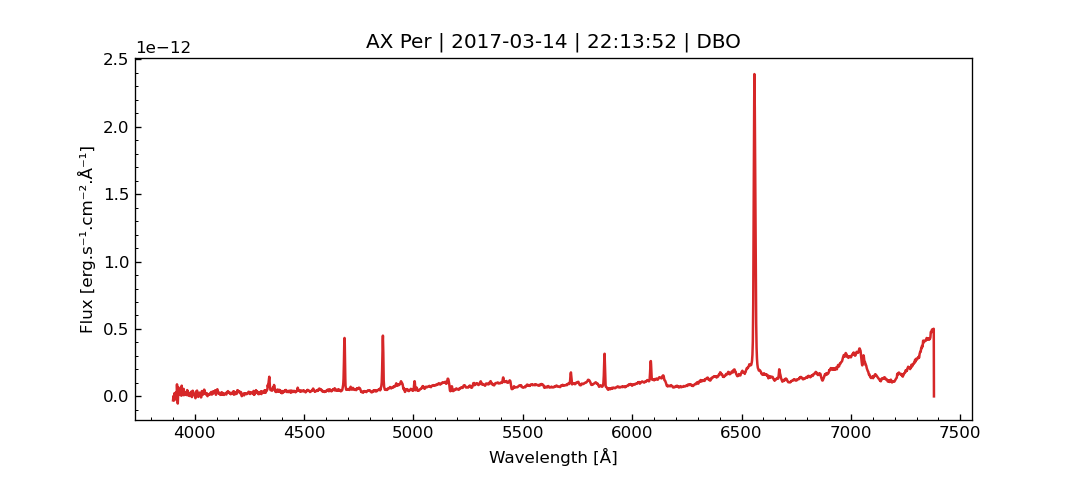 AX Per | 2017-03-14 | 22:13:52 | DBO
1e−12
2.5
2.0
1.5
1.0
0.5
0.0
Flux [erg.s⁻¹.cm⁻².Å⁻¹]
4000 4500 5000 5500 6000 6500 7000 7500
Wavelength [Å]